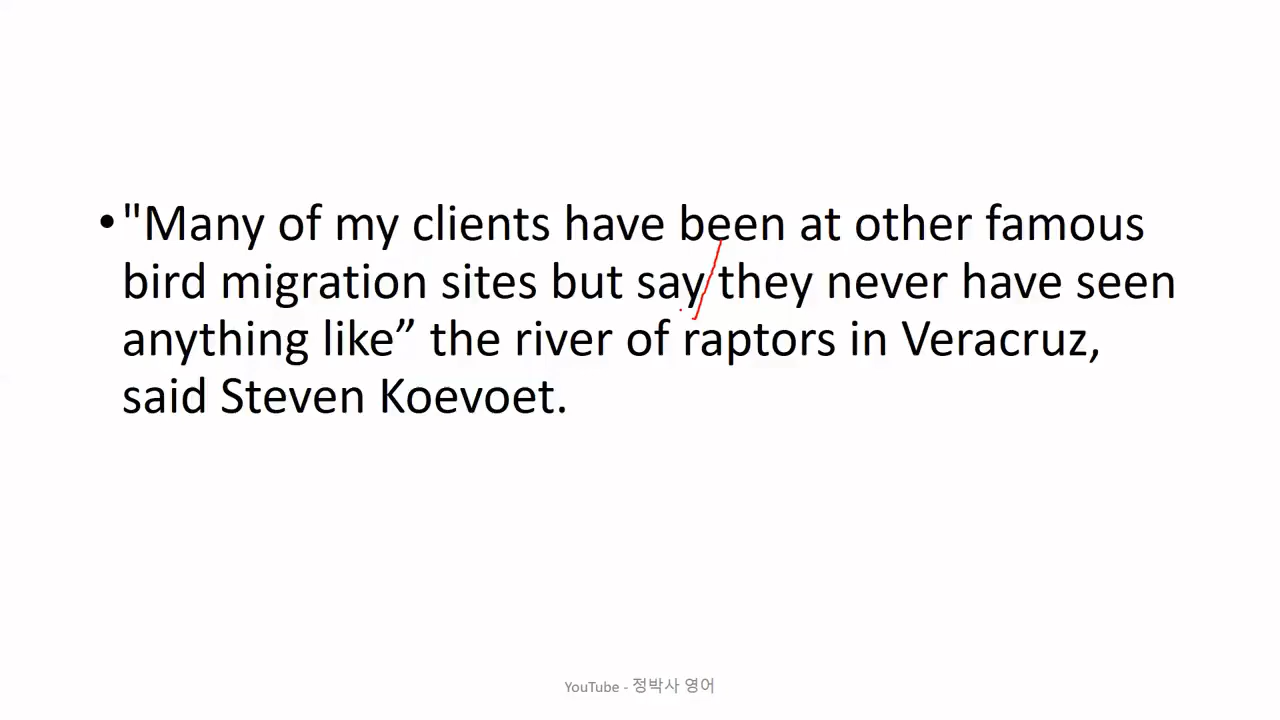 •"Many of my clients have been at other famous
bird migration sites but say they never have seen
anything like” the river of raptors in Veracruz,
said Steven Koevoet.
YouTube - 정박사 영어